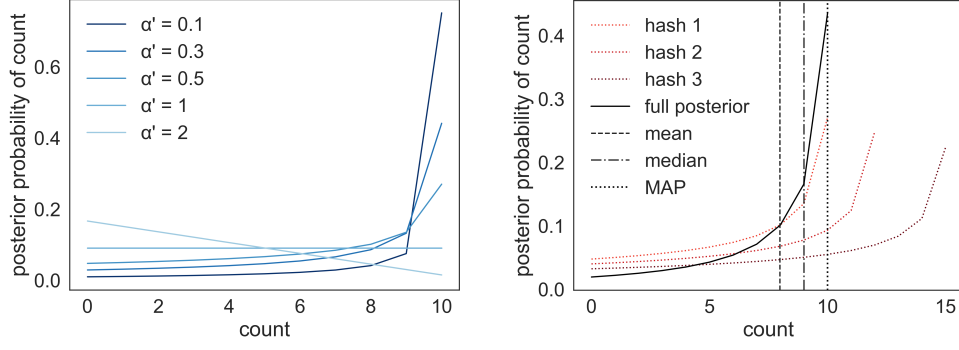 posterior probability of count
0.6
0.4
0.2
0.0
α' = 0.1
α' = 0.3
α' = 0.5
α' = 1
α' = 2
0 2 4 6 8 10
count
posterior probability of count
0.4
0.3
0.2
0.1
0.0
hash 1
hash 2
hash 3
full posterior
mean
median
MAP
0 5 10 15
count